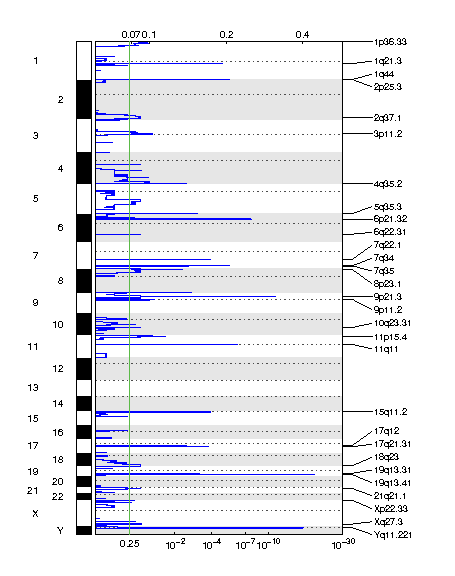 0.07 0.1 0.2 0.4
1 1p36.33
1q21.3
1q44
2p25.3
2
2q37.1
3 3p11.2
4
4q35.2
5
5q35.3
6p21.32
6
6q22.31
7q22.1
7 7q34
7q35
8 8p23.1
9p21.3
9
9p11.2
10 10q23.31
11p15.4
11 11q11
12
13
14
15q11.2
15
16 17q12
17 17q21.31
18 18q23
19 19q13.31
20 19q13.41
21 21q21.1
22
Xp22.33
X
Xq27.3
Y Yq11.221
0.25 10-2 10-4 10-7 10-10 10-30